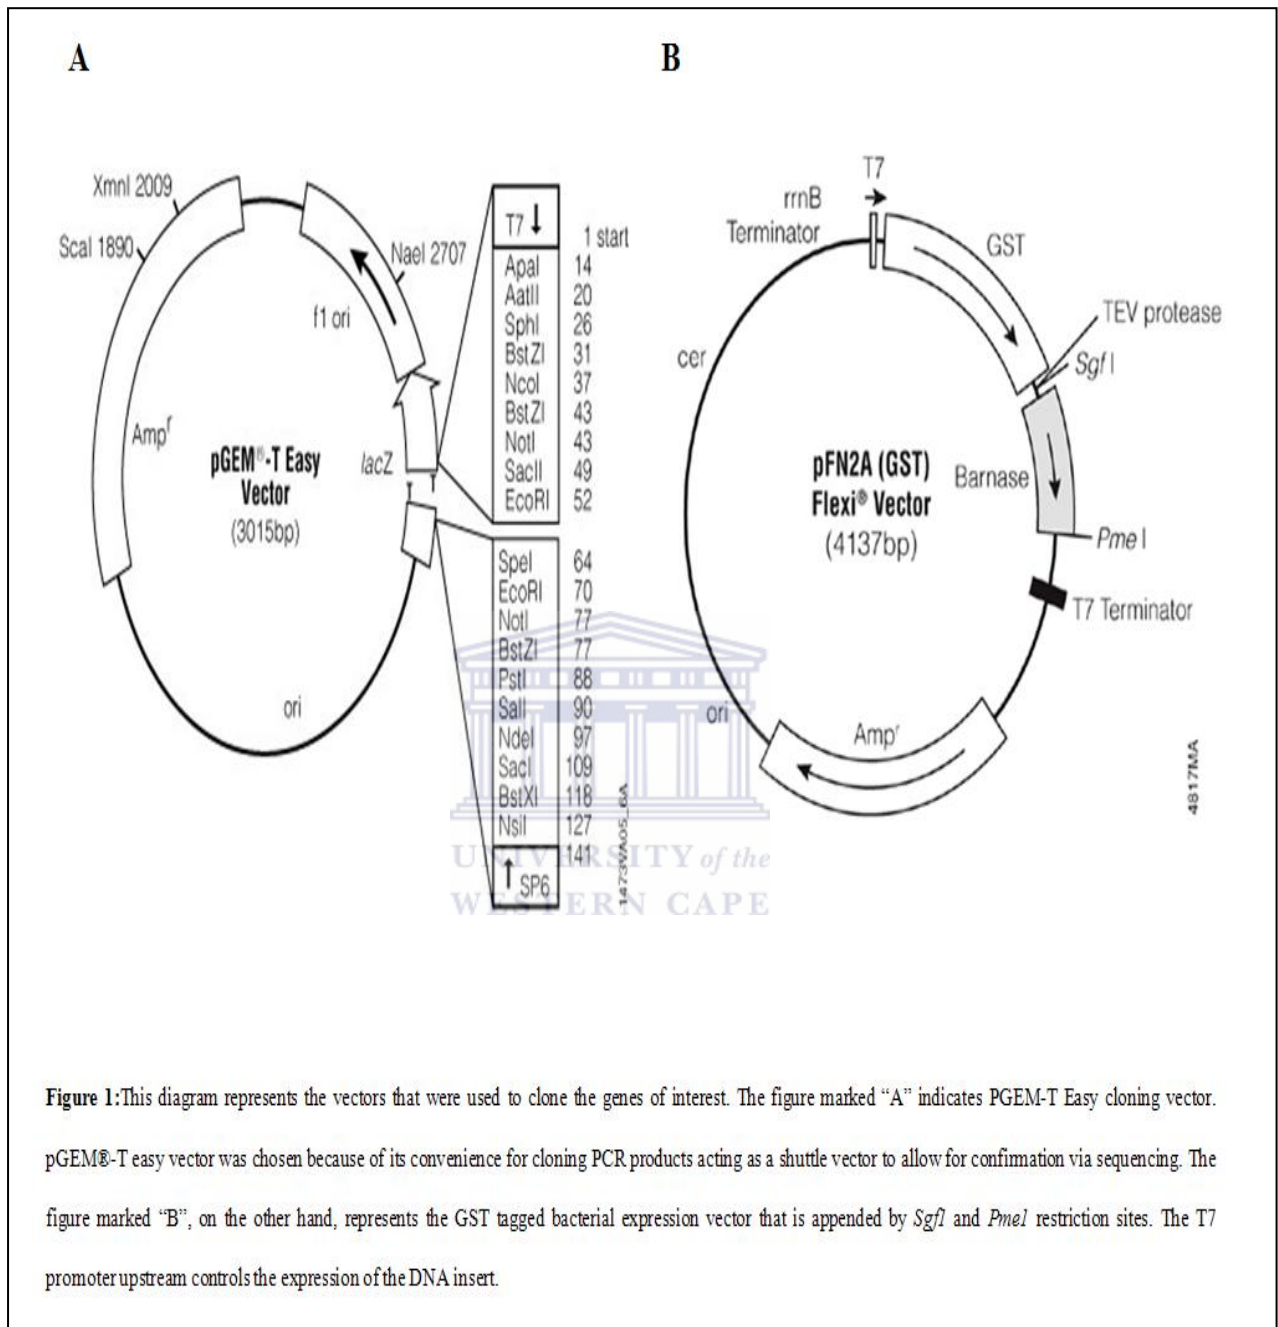 A
B
XmnI 2009
ScaI 1890
NaeI 2707
f1 ori
Ampʳ
pGEM®-T Easy
Vector
(3015bp)
lacZ
T T
ori
T7 ↓
1 start
ApaI 14
AatII 20
SphI 26
BstZI 31
NcoI 37
BstZI 43
NotI 43
SacII 49
EcoRI 52
SpeI 64
EcoRI 70
NotI 77
BstZI 77
PstI 88
SalI 90
NdeI 97
SacI 109
BstXI 118
NsiI 127
141
↑ SP6
1473VA05_6A
T7
rrnB
Terminator
GST
TEV protease
SgfI
cer
pFN2A (GST)
Flexi® Vector
(4137bp)
Barnase
PmeI
T7 Terminator
ori
Ampʳ
4817MA
UNIVERSITY of the
WESTERN CAPE
Figure 1:This diagram represents the vectors that were used to clone the genes of interest. The figure marked “A” indicates PGEM-T Easy cloning vector.
pGEM®-T easy vector was chosen because of its convenience for cloning PCR products acting as a shuttle vector to allow for confirmation via sequencing. The
figure marked “B”, on the other hand, represents the GST tagged bacterial expression vector that is appended by Sgf1 and Pme1 restriction sites. The T7
promoter upstream controls the expression of the DNA insert.